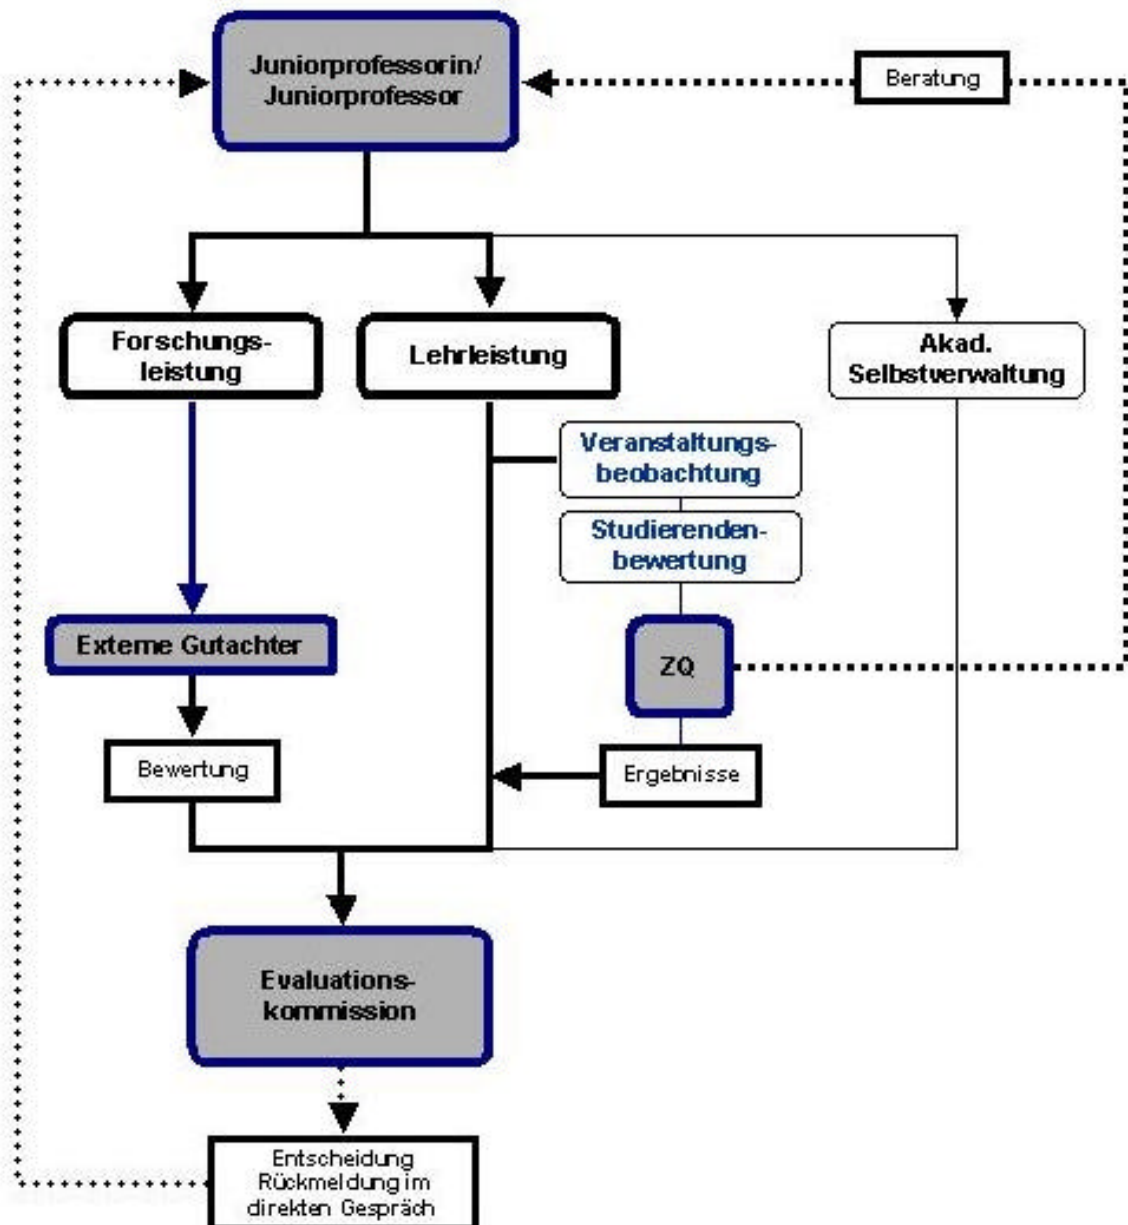 Juniorprofessorin/
Juniorprofessor
Beratung
Forschungs-
leistung
Lehrleistung
Akad.
Selbstverwaltung
Veranstaltungs-
beobachtung
Studierenden-
bewertung
Externe Gutachter
ZQ
Bewertung
Ergebnisse
Evaluations-
kommission
Entscheidung
Rückmeldung im
direkten Gespräch